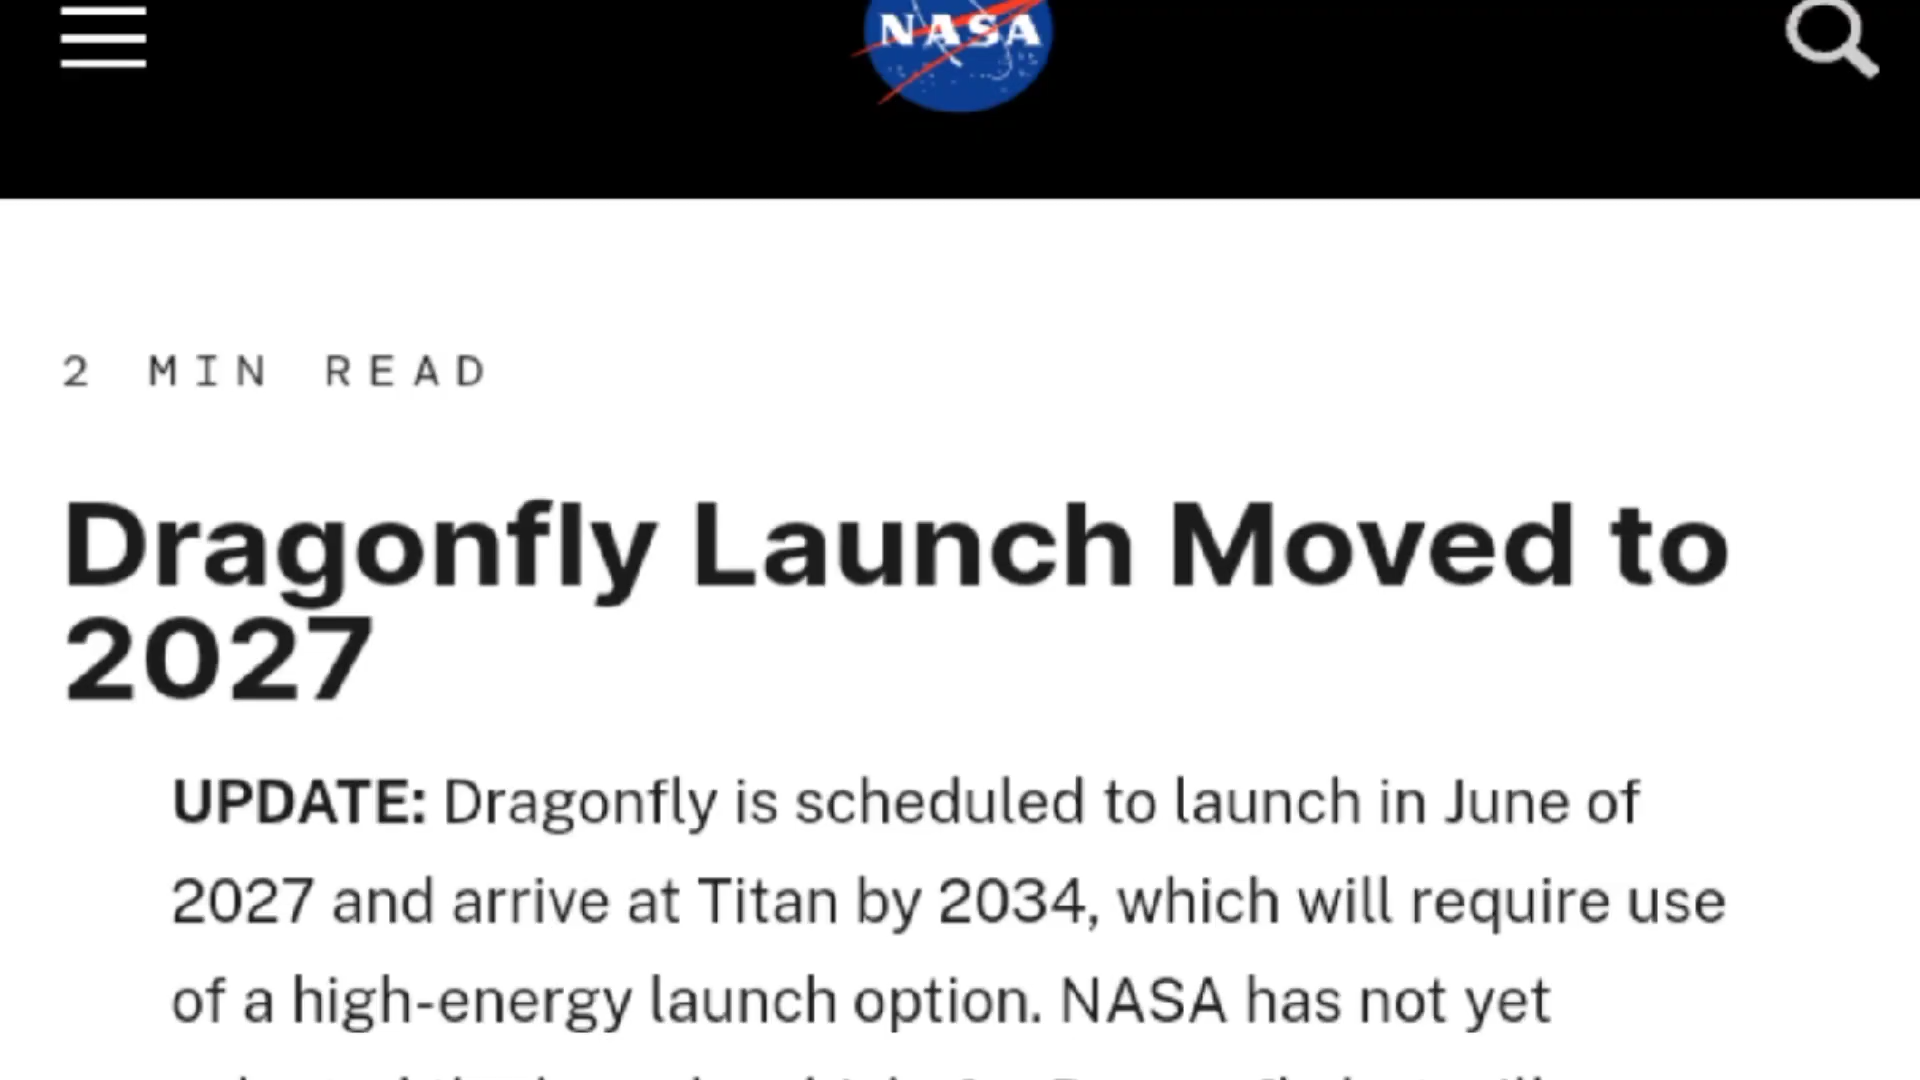 NASA
2 MIN READ
Dragonfly Launch Moved to
2027
UPDATE: Dragonfly is scheduled to launch in June of
2027 and arrive at Titan by 2034, which will require use
of a high-energy launch option. NASA has not yet